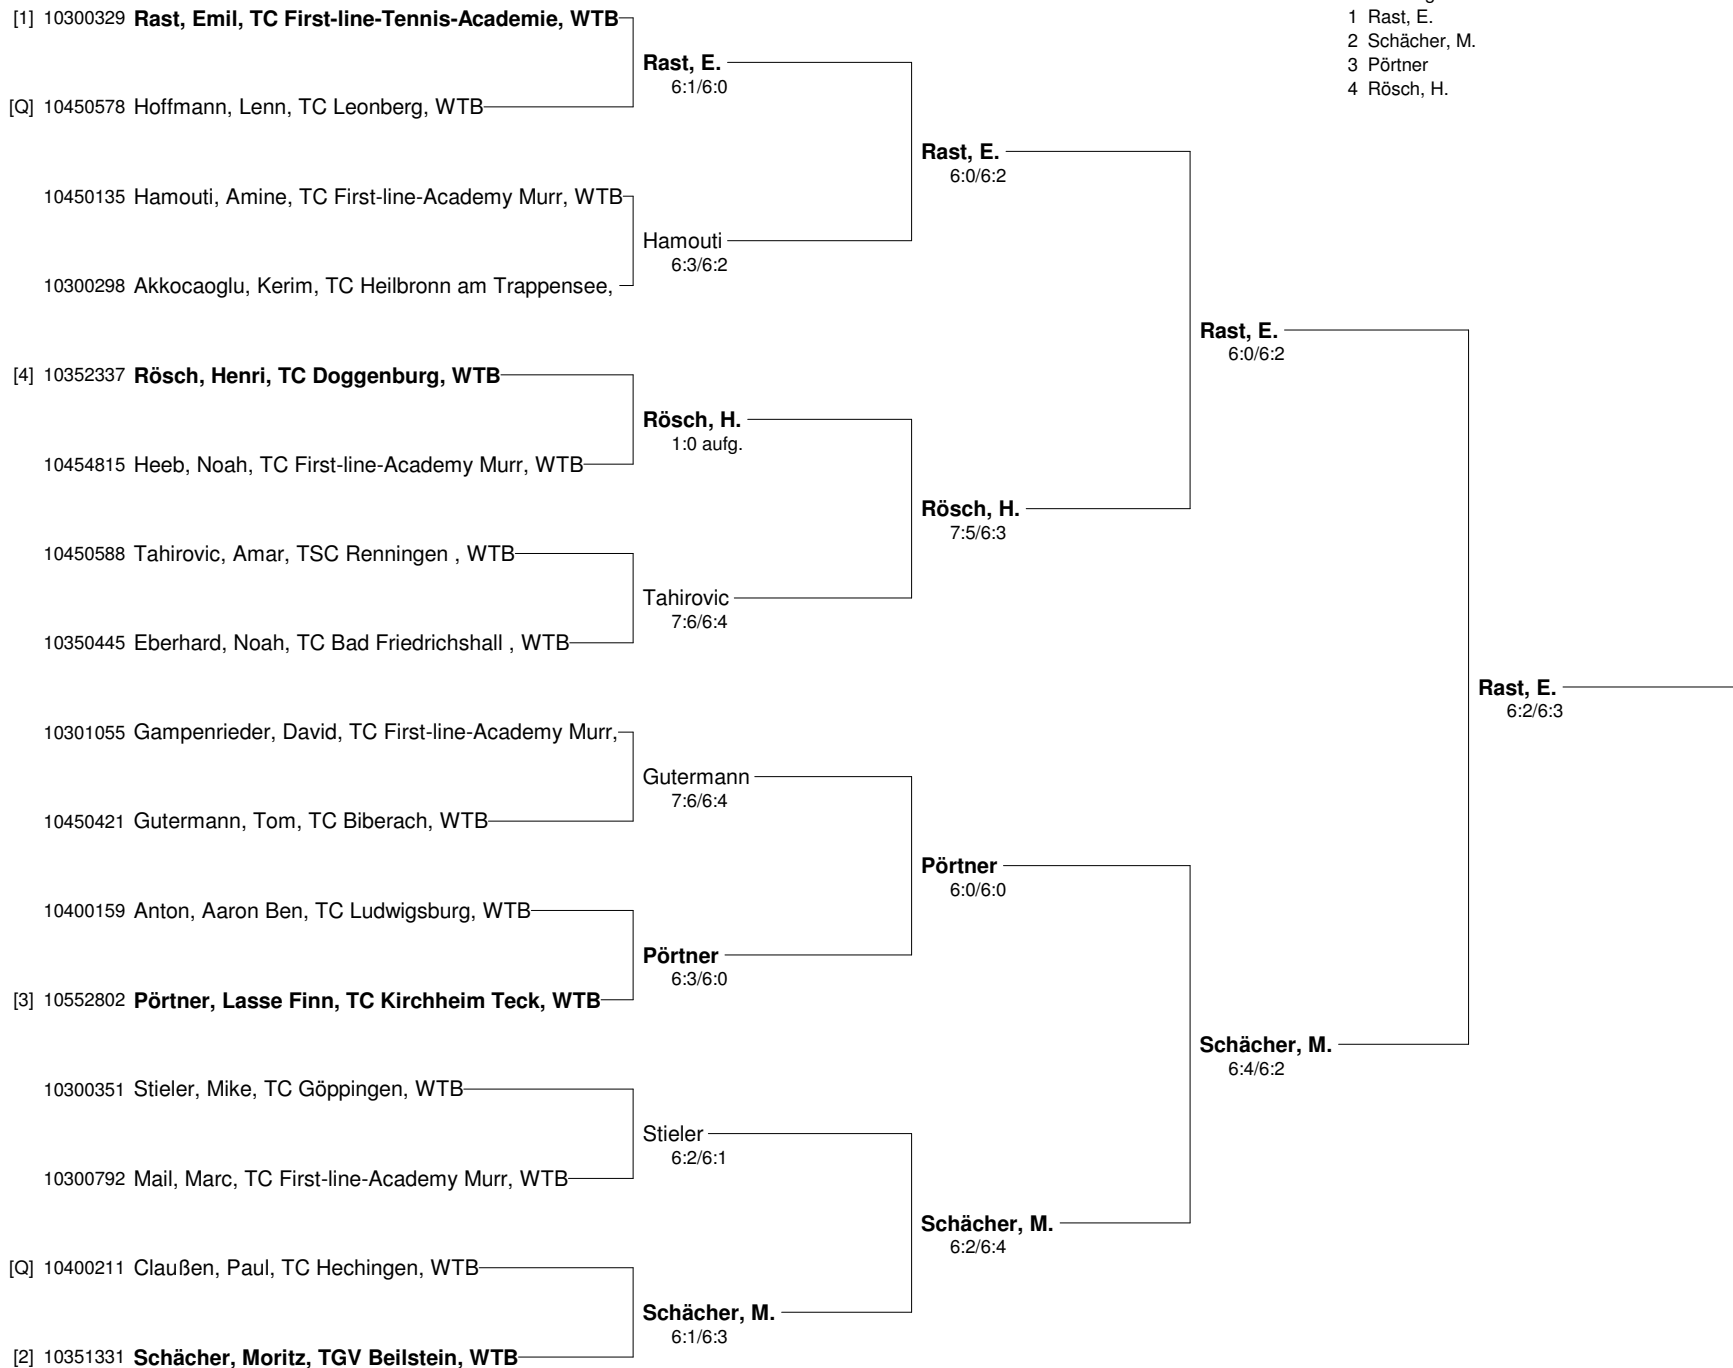 [1] 10300329 Rast, Emil, TC First-line-Tennis-Academie, WTB
[Q] 10450578 Hoffmann, Lenn, TC Leonberg, WTB
10450135 Hamouti, Amine, TC First-line-Academy Murr, WTB
10300298 Akkocaoglu, Kerim, TC Heilbronn am Trappensee,
[4] 10352337 Rösch, Henri, TC Doggenburg, WTB
10454815 Heeb, Noah, TC First-line-Academy Murr, WTB
10450588 Tahirovic, Amar, TSC Renningen , WTB
10350445 Eberhard, Noah, TC Bad Friedrichshall , WTB
10301055 Gampenrieder, David, TC First-line-Academy Murr,
10450421 Gutermann, Tom, TC Biberach, WTB
10400159 Anton, Aaron Ben, TC Ludwigsburg, WTB
[3] 10552802 Pörtner, Lasse Finn, TC Kirchheim Teck, WTB
10300351 Stieler, Mike, TC Göppingen, WTB
10300792 Mail, Marc, TC First-line-Academy Murr, WTB
[Q] 10400211 Claußen, Paul, TC Hechingen, WTB
[2] 10351331 Schächer, Moritz, TGV Beilstein, WTB
Rast, E.
6:1/6:0
Hamouti
6:3/6:2
Rösch, H.
1:0 aufg.
Tahirovic
7:6/6:4
Gutermann
7:6/6:4
Pörtner
6:3/6:0
Stieler
6:2/6:1
Schächer, M.
6:1/6:3
Rast, E.
6:0/6:2
Rösch, H.
7:5/6:3
Pörtner
6:0/6:0
Schächer, M.
6:2/6:4
Rast, E.
6:0/6:2
Schächer, M.
6:4/6:2
Rast, E.
6:2/6:3
1 Rast, E.
2 Schächer, M.
3 Pörtner
4 Rösch, H.